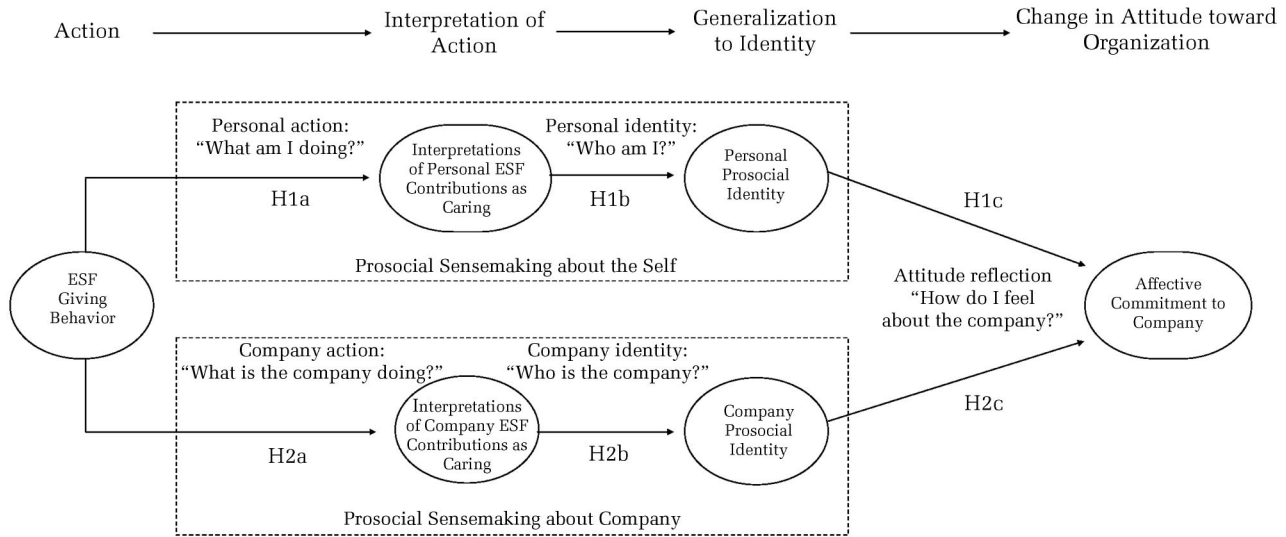 Action
Interpretation of
Action
Generalization
to Identity
Change in Attitude toward
Organization
Personal action:
“What am I doing?”
Personal identity:
“Who am I?”
Interpretations
of Personal ESF
Contributions as
Caring
Personal
Prosocial
Identity
H1a
H1b
H1c
Prosocial Sensemaking about the Self
ESF
Giving
Behavior
Attitude reflection
“How do I feel
about the company?”
Affective
Commitment to
Company
Company action:
“What is the company doing?”
Company identity:
“Who is the company?”
Interpretations
of Company ESF
Contributions as
Caring
Company
Prosocial
Identity
H2a
H2b
H2c
Prosocial Sensemaking about Company